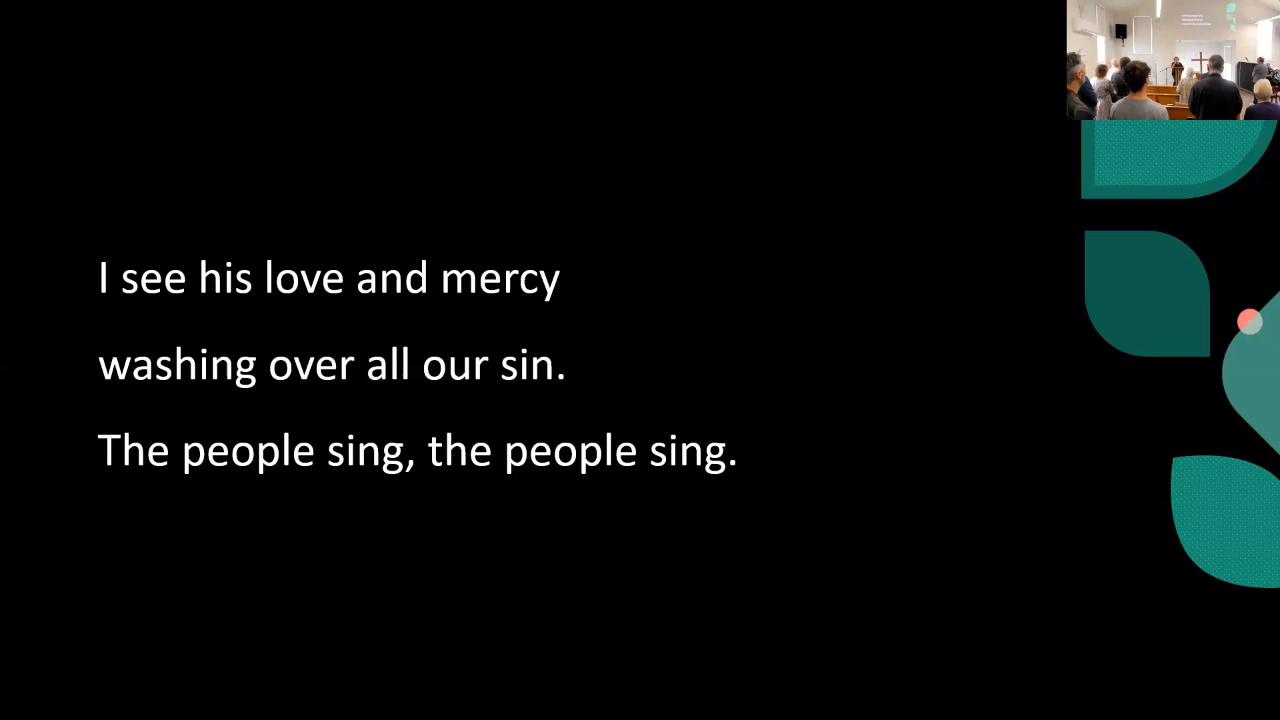 I see his love and mercy
washing over all our sin.
The people sing, the people sing.